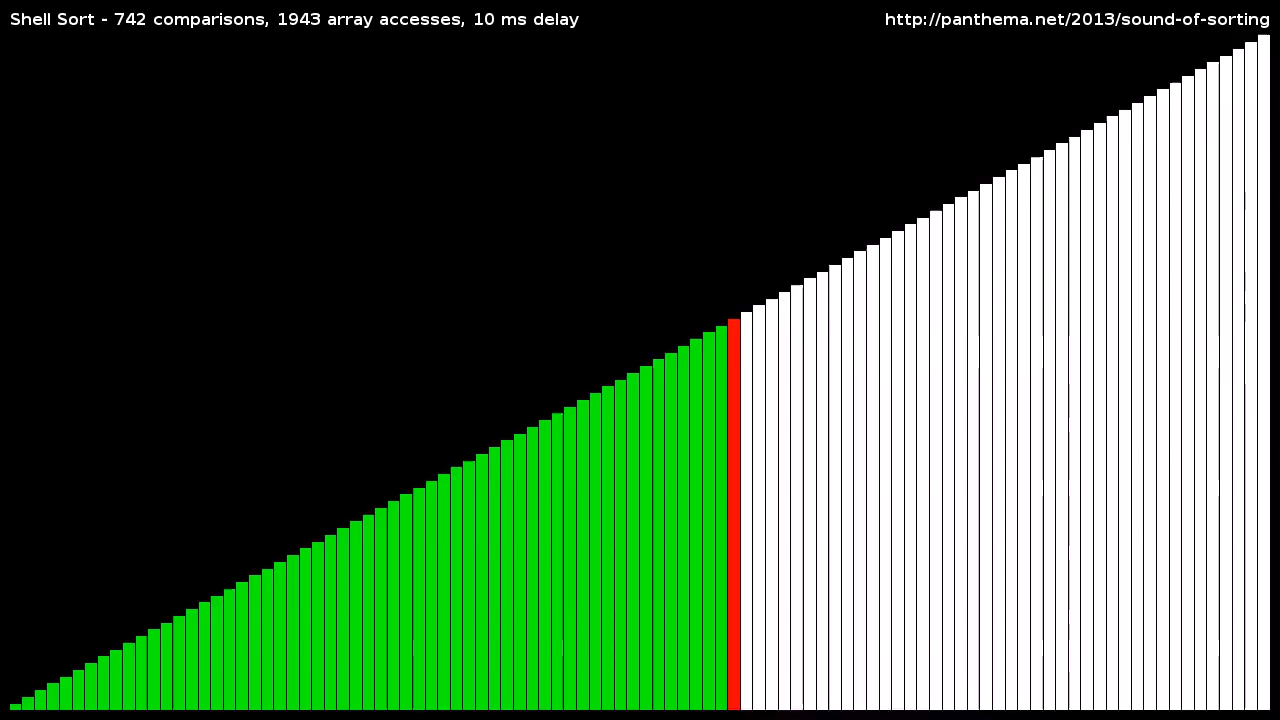 Shell Sort - 742 comparisons, 1943 array accesses, 10 ms delay
http://panthema.net/2013/sound-of-sorting